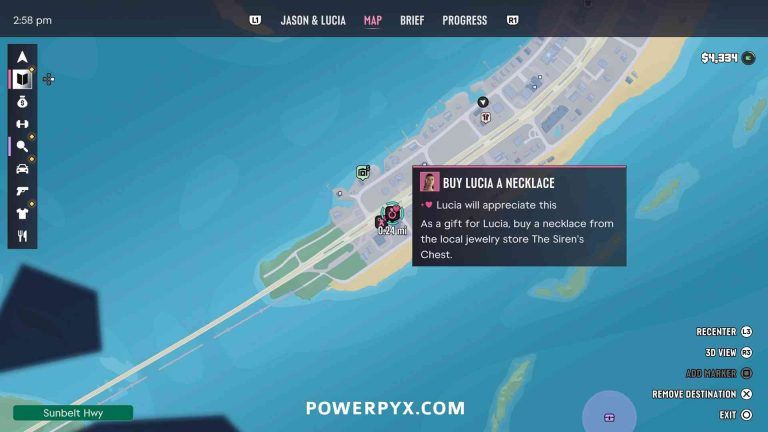 2:58 pm
L1 JASON & LUCIA MAP BRIEF PROGRESS R1
$4,334
BUY LUCIA A NECKLACE
Lucia will appreciate this
As a gift for Lucia, buy a necklace from
the local jewelry store The Siren's
Chest.
0.24 mi
RECENTER L3
3D VIEW R3
ADD MARKER
REMOVE DESTINATION
EXIT
Sunbelt Hwy
POWERPYX.COM